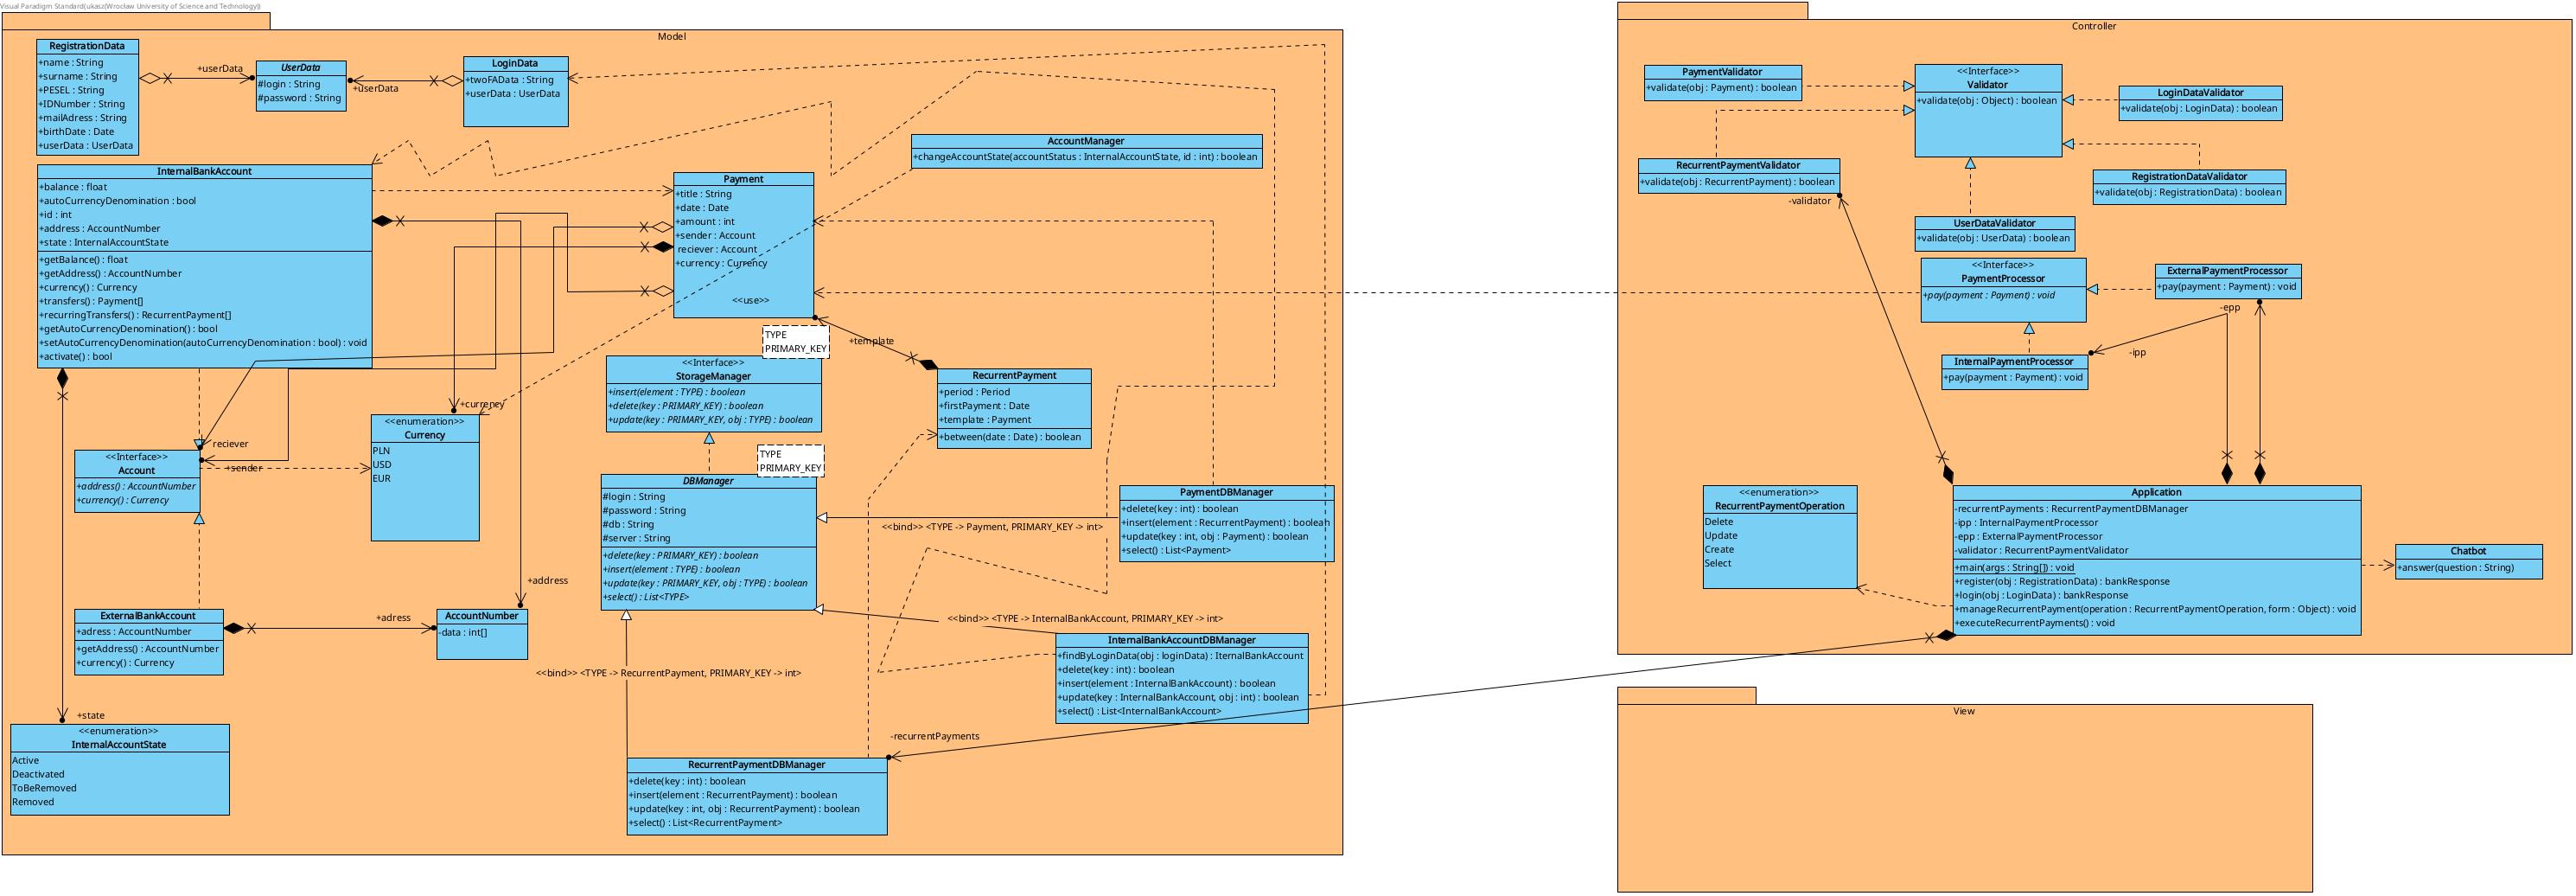 Visual Paradigm Standard(ukasz(Wrocław University of Science and Technology))
Model
RegistrationData
+name : String
+surname : String
+PESEL : String
+IDNumber : String
+mailAdress : String
+birthDate : Date
+userData : UserData
+userData
UserData
#login : String
#password : String
+userData
LoginData
+twoFAData : String
+userData : UserData
AccountManager
+changeAccountState(accountStatus : InternalAccountState, id : int) : boolean
InternalBankAccount
+balance : float
+autoCurrencyDenomination : bool
+id : int
+address : AccountNumber
+state : InternalAccountState
+getBalance() : float
+getAddress() : AccountNumber
+currency() : Currency
+transfers() : Payment[]
+recurringTransfers() : RecurrentPayment[]
+getAutoCurrencyDenomination() : bool
+setAutoCurrencyDenomination(autoCurrencyDenomination : bool) : void
+activate() : bool
Payment
+title : String
+date : Date
+amount : int
+sender : Account
reciever : Account
+currency : Currency
<<use>>
TYPE
PRIMARY_KEY
+template
<<Interface>>
StorageManager
+insert(element : TYPE) : boolean
+delete(key : PRIMARY_KEY) : boolean
+update(key : PRIMARY_KEY, obj : TYPE) : boolean
RecurrentPayment
+period : Period
+firstPayment : Date
+template : Payment
+between(date : Date) : boolean
+currency
<<enumeration>>
Currency
PLN
USD
EUR
reciever
+sender
<<Interface>>
Account
+address() : AccountNumber
+currency() : Currency
TYPE
PRIMARY_KEY
DBManager
#login : String
#password : String
#db : String
#server : String
+delete(key : PRIMARY_KEY) : boolean
+insert(element : TYPE) : boolean
+update(key : PRIMARY_KEY, obj : TYPE) : boolean
+select() : List<TYPE>
<<bind>> <TYPE -> Payment, PRIMARY_KEY -> int>
PaymentDBManager
+delete(key : int) : boolean
+insert(element : RecurrentPayment) : boolean
+update(key : int, obj : Payment) : boolean
+select() : List<Payment>
+address
ExternalBankAccount
+adress : AccountNumber
+getAddress() : AccountNumber
+currency() : Currency
+adress
AccountNumber
-data : int[]
<<bind>> <TYPE -> InternalBankAccount, PRIMARY_KEY -> int>
InternalBankAccountDBManager
+findByLoginData(obj : loginData) : IternalBankAccount
+delete(key : int) : boolean
+insert(element : InternalBankAccount) : boolean
+update(key : InternalBankAccount, obj : int) : boolean
+select() : List<InternalBankAccount>
<<bind>> <TYPE -> RecurrentPayment, PRIMARY_KEY -> int>
+state
<<enumeration>>
InternalAccountState
Active
Deactivated
ToBeRemoved
Removed
-recurrentPayments
RecurrentPaymentDBManager
+delete(key : int) : boolean
+insert(element : RecurrentPayment) : boolean
+update(key : int, obj : RecurrentPayment) : boolean
+select() : List<RecurrentPayment>
Controller
PaymentValidator
+validate(obj : Payment) : boolean
<<Interface>>
Validator
+validate(obj : Object) : boolean
LoginDataValidator
+validate(obj : LoginData) : boolean
RecurrentPaymentValidator
+validate(obj : RecurrentPayment) : boolean
-validator
RegistrationDataValidator
+validate(obj : RegistrationData) : boolean
UserDataValidator
+validate(obj : UserData) : boolean
<<Interface>>
PaymentProcessor
+pay(payment : Payment) : void
ExternalPaymentProcessor
+pay(payment : Payment) : void
-epp
-ipp
InternalPaymentProcessor
+pay(payment : Payment) : void
<<enumeration>>
RecurrentPaymentOperation
Delete
Update
Create
Select
Application
-recurrentPayments : RecurrentPaymentDBManager
-ipp : InternalPaymentProcessor
-epp : ExternalPaymentProcessor
-validator : RecurrentPaymentValidator
+main(args : String[]) : void
+register(obj : RegistrationData) : bankResponse
+login(obj : LoginData) : bankResponse
+manageRecurrentPayment(operation : RecurrentPaymentOperation, form : Object) : void
+executeRecurrentPayments() : void
Chatbot
+answer(question : String)
View